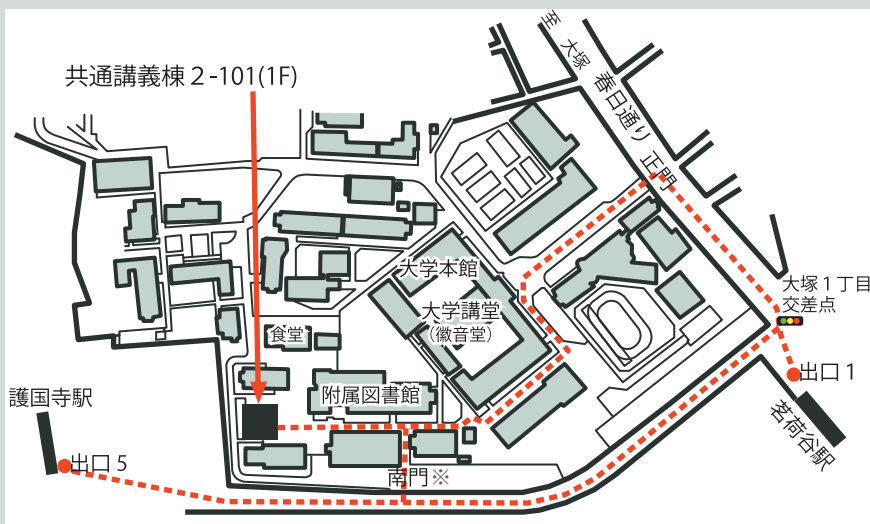 共通講義棟2-101(1F)
至 大塚
春日通り
正門
大学本館
大学講堂
(徽音堂)
大塚1丁目
交差点
食堂
出口1
附属図書館
護国寺駅
茗荷谷駅
出口5
南門※